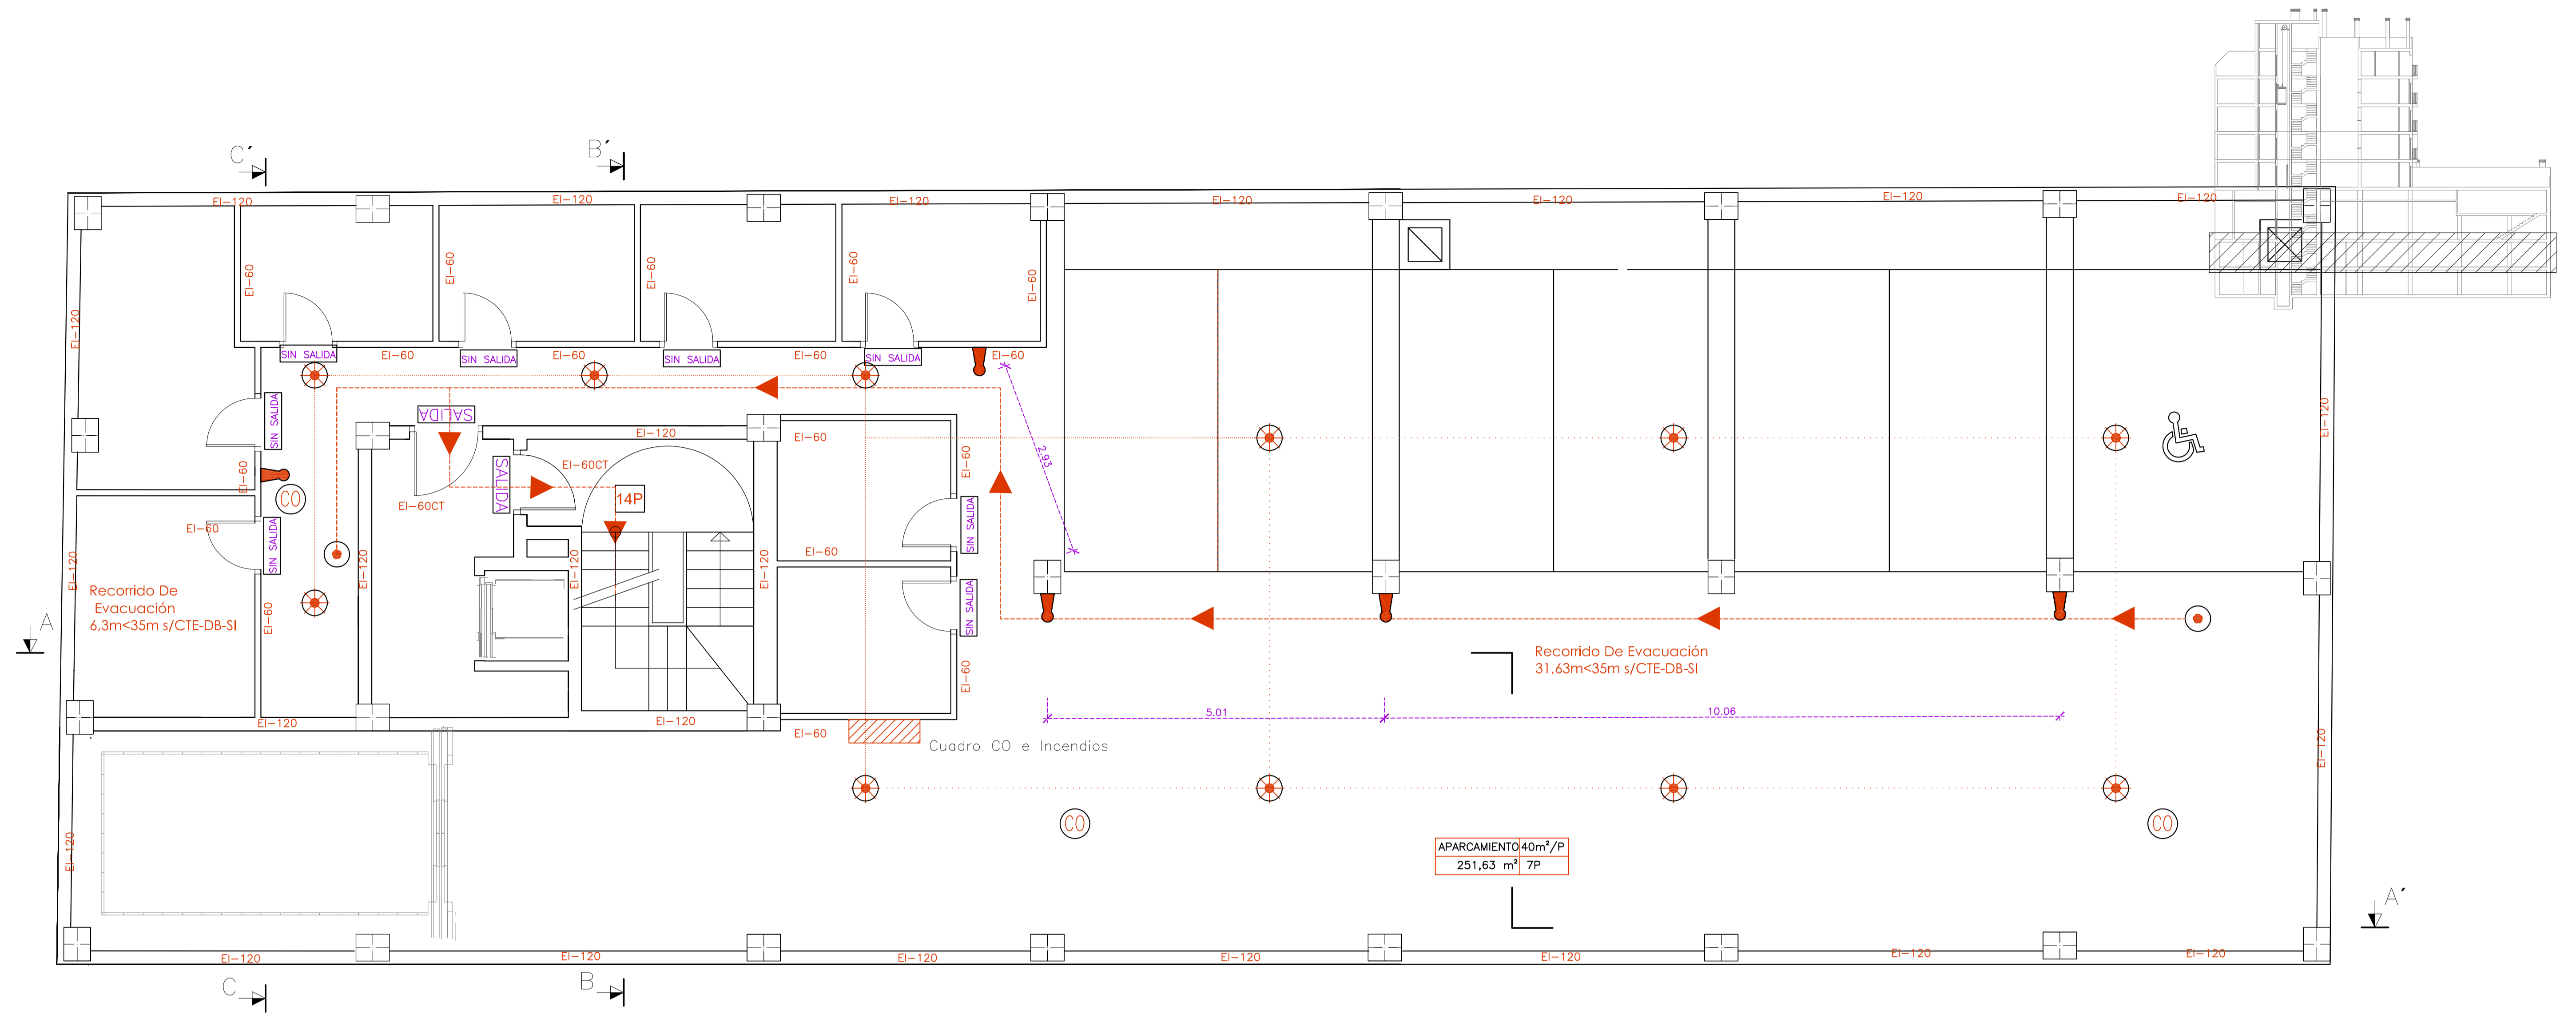 C´
B´
EI-120
EI-120
EI-120
EI-120
EI-120
EI-120
EI-120
EI-60
EI-60
EI-60
EI-60
EI-60
EI-120
SIN SALIDA
EI-60
SIN SALIDA
EI-60
SIN SALIDA
EI-60
SIN SALIDA
EI-60
SIN SALIDA
SALIDA
EI-120
EI-60
2.93
EI-120
EI-60
CO
EI-60CT
SALIDA
EI-60CT
14P
EI-60
SIN SALIDA
EI-60
SIN SALIDA
EI-120
EI-120
EI-120
EI-120
EI-60
Recorrido De
Evacuación
6,3m<35m s/CTE-DB-SI
EI-60
SIN SALIDA
EI-60
A
Recorrido De Evacuación
31,63m<35m s/CTE-DB-SI
5.01
10.06
EI-120
EI-120
EI-60
Cuadro CO e Incendios
EI-120
EI-120
CO
CO
APARCAMIENTO 40m²/P
251,63 m² 7P
A´
EI-120
EI-120
EI-120
EI-120
EI-120
EI-120
EI-120
C
B